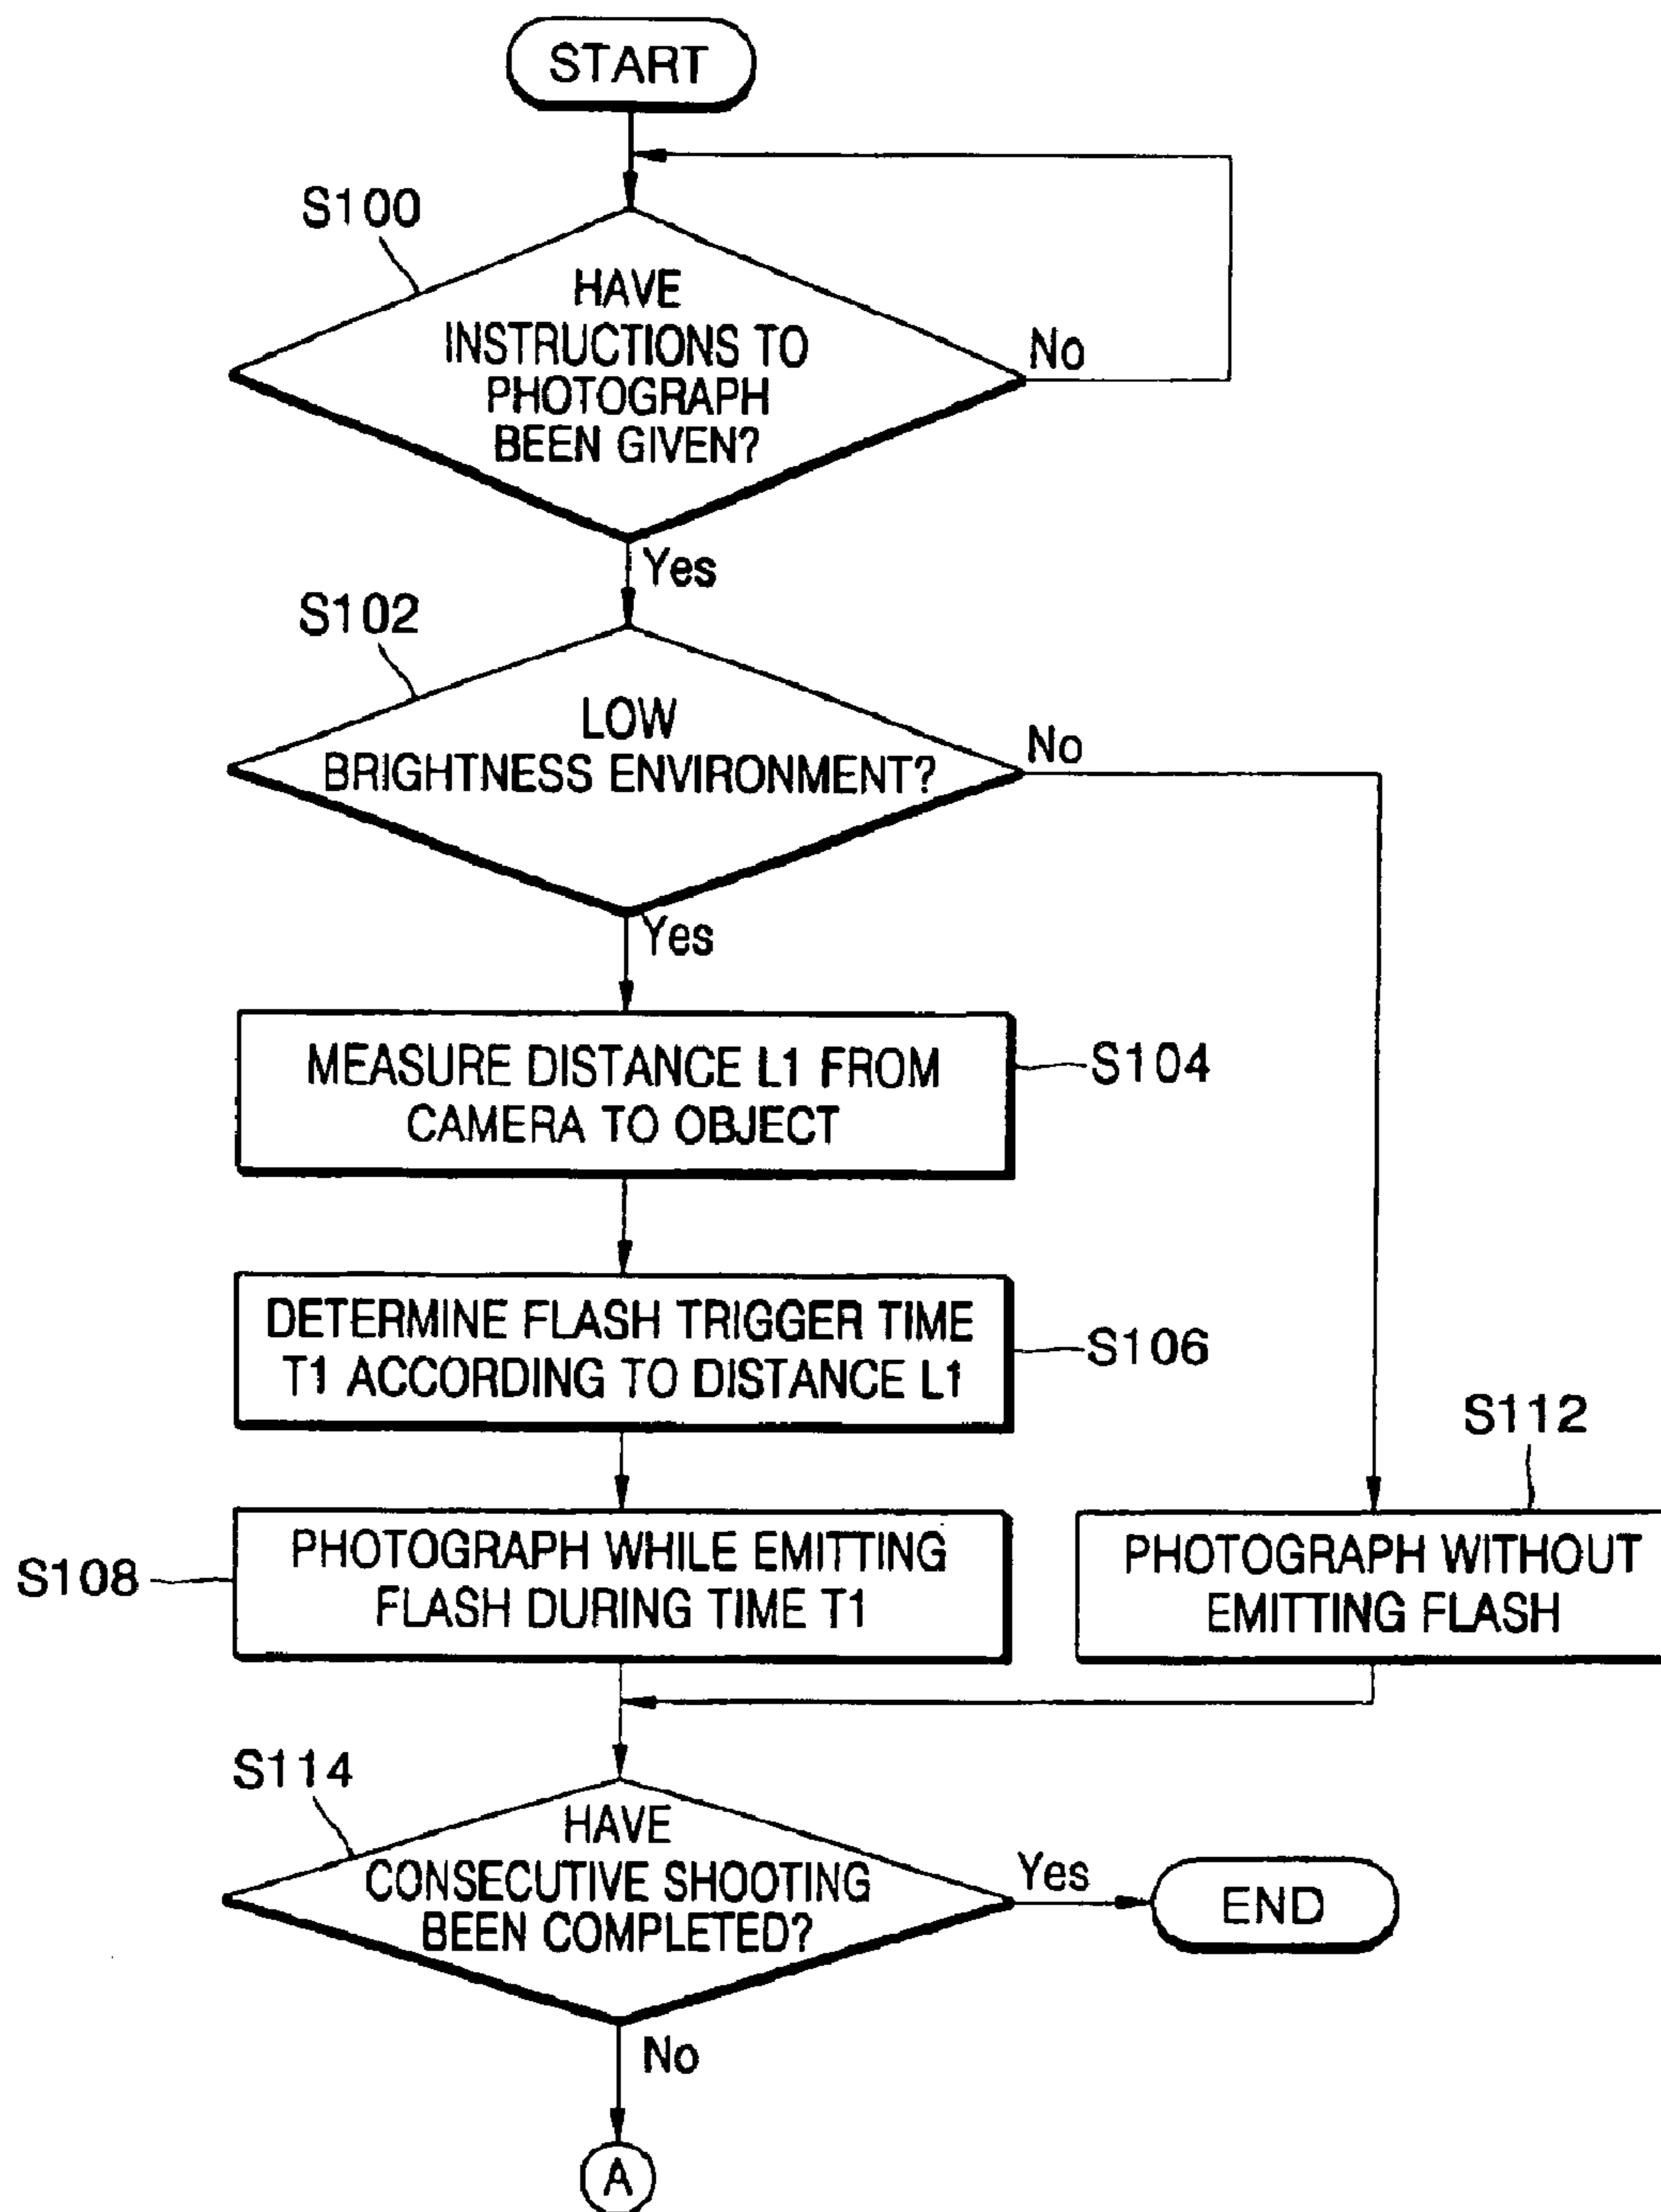 START
S100
HAVE
INSTRUCTIONS TO
PHOTOGRAPH
BEEN GIVEN?
No
Yes
S102
LOW
BRIGHTNESS ENVIRONMENT?
No
Yes
MEASURE DISTANCE L1 FROM
CAMERA TO OBJECT
S104
DETERMINE FLASH TRIGGER TIME
T1 ACCORDING TO DISTANCE L1
S106
S112
S108
PHOTOGRAPH WHILE EMITTING
FLASH DURING TIME T1
PHOTOGRAPH WITHOUT
EMITTING FLASH
S114
HAVE
CONSECUTIVE SHOOTING
BEEN COMPLETED?
Yes
END
No
A